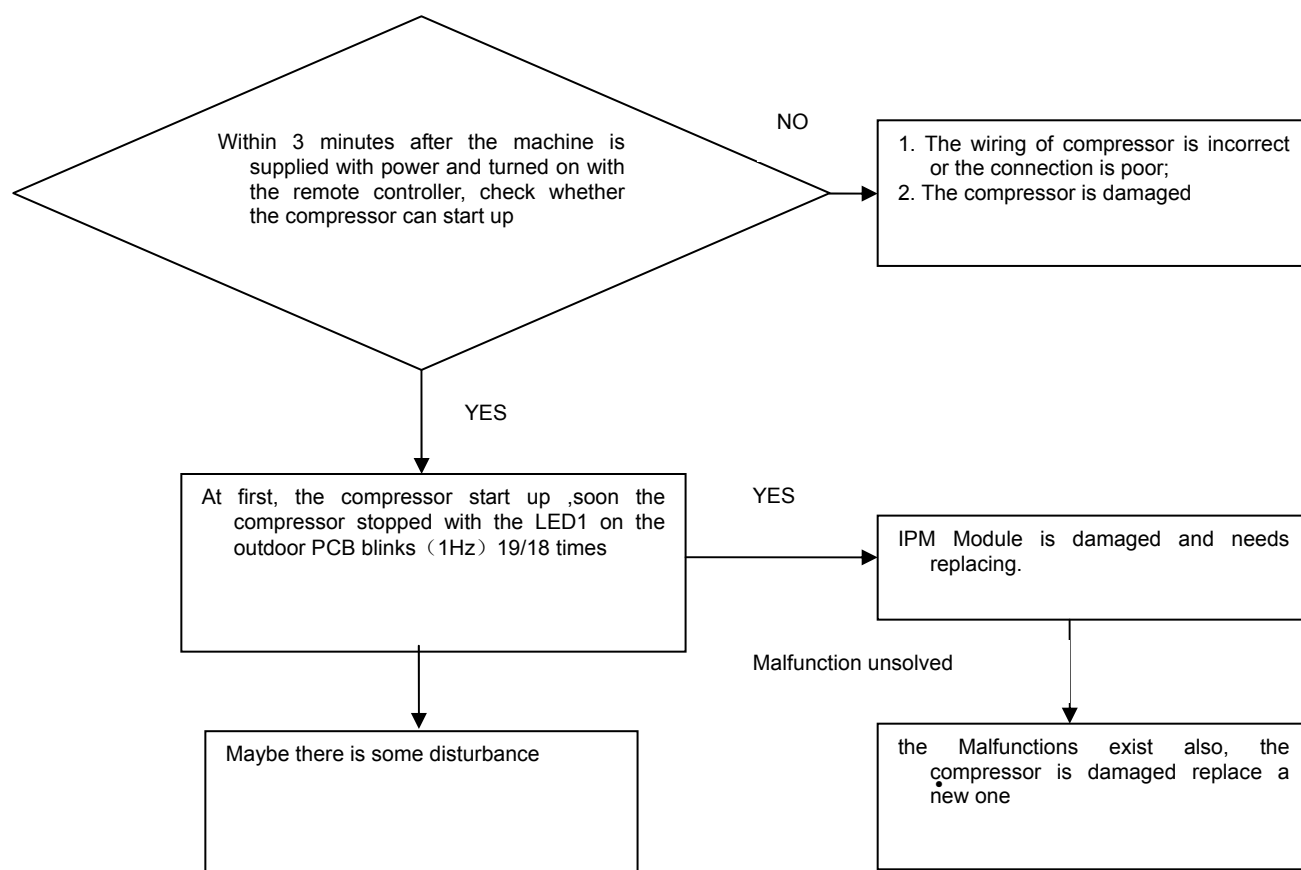 Within 3 minutes after the machine is
supplied with power and turned on with
the remote controller, check whether
the compressor can start up
NO
1. The wiring of compressor is incorrect
or the connection is poor;
2. The compressor is damaged
YES
At first, the compressor start up ,soon the
compressor stopped with the LED1 on the
outdoor PCB blinks（1Hz）19/18 times
YES
IPM Module is damaged and needs
replacing.
Malfunction unsolved
Maybe there is some disturbance
the Malfunctions exist also, the
compressor is damaged replace a
new one